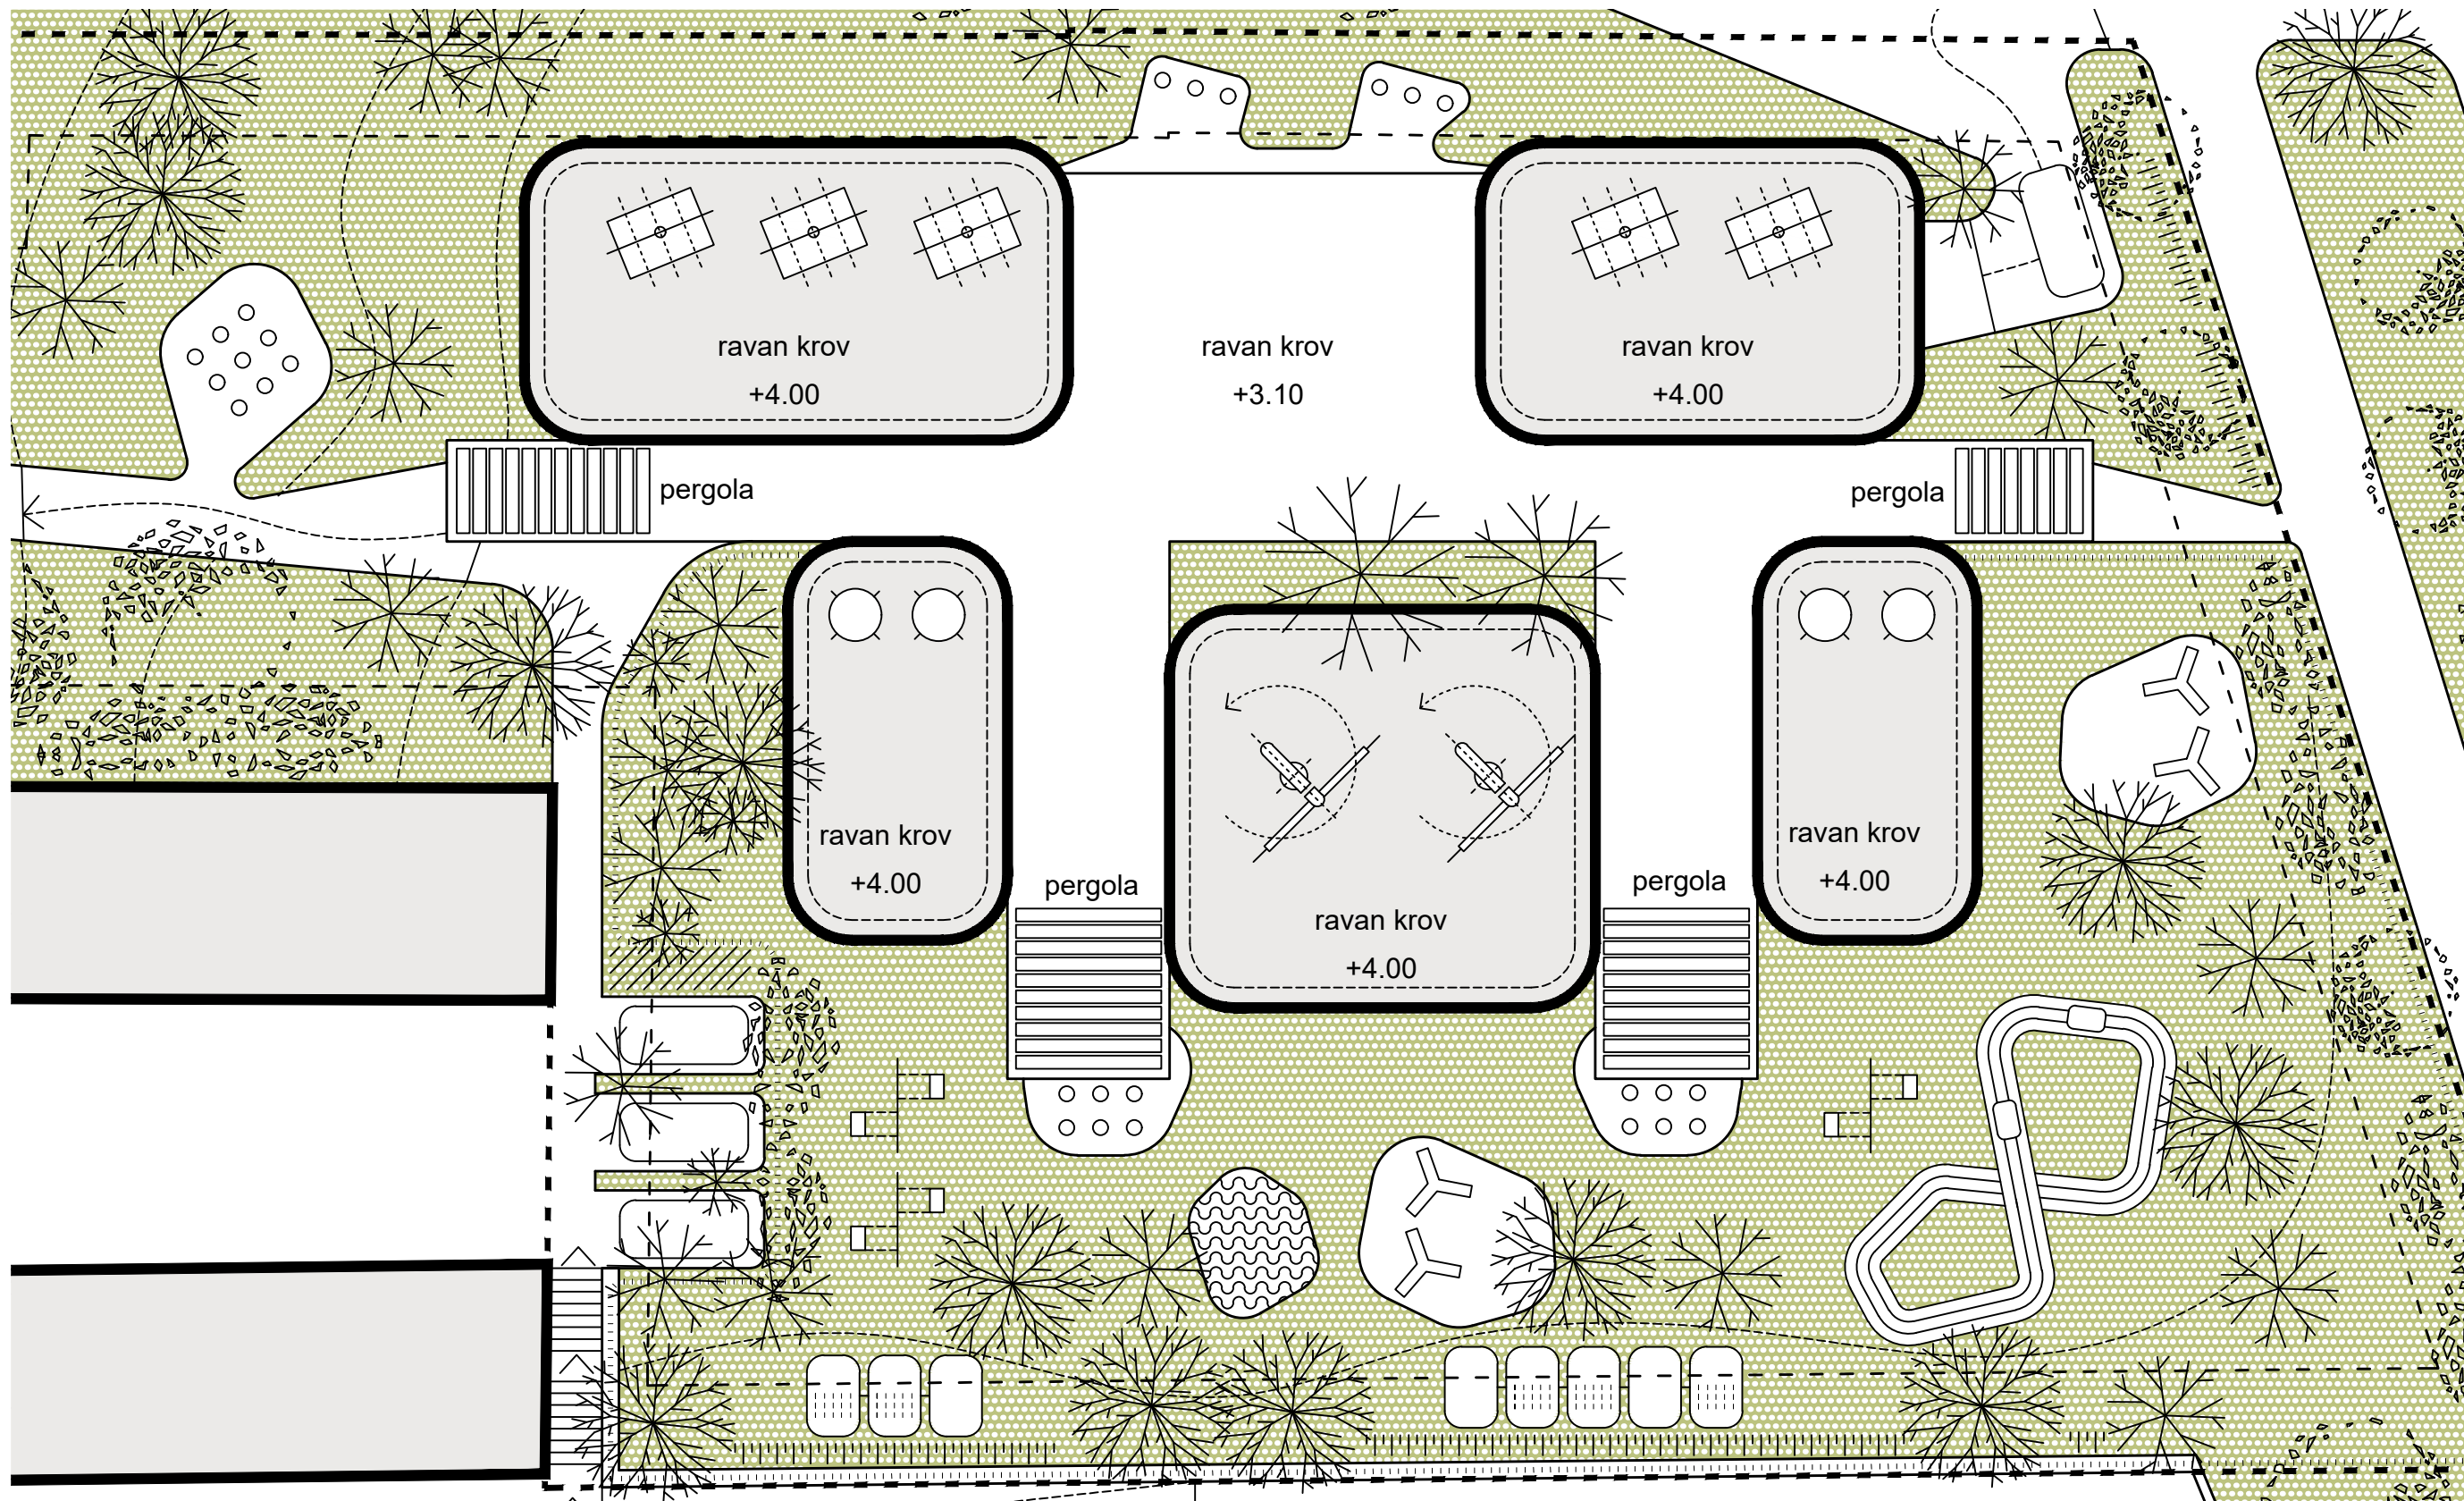 ravan krov
+4.00
ravan krov
+3.10
ravan krov
+4.00
pergola
pergola
ravan krov
+4.00
pergola
ravan krov
+4.00
pergola
ravan krov
+4.00